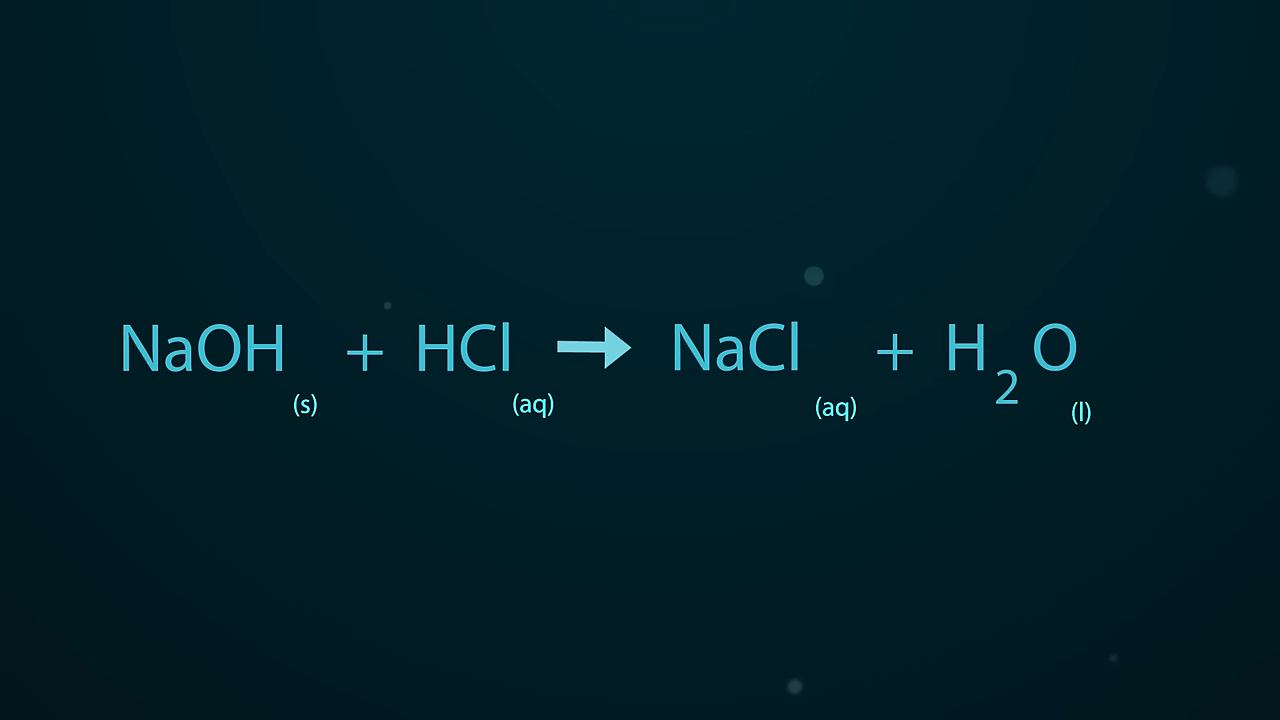 NaOH(s) + HCl(aq) → NaCl(aq) + H2O(l)